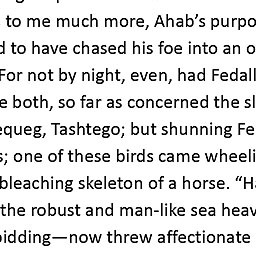 to me much more, Ahab’s purpo
d to have chased his foe into an o
For not by night, even, had Fedall
e both, so far as concerned the sl
equeg, Tashtego; but shunning Fe
s; one of these birds came wheeli
bleaching skeleton of a horse. “Ha
the robust and man-like sea heav
bidding—now threw affectionate